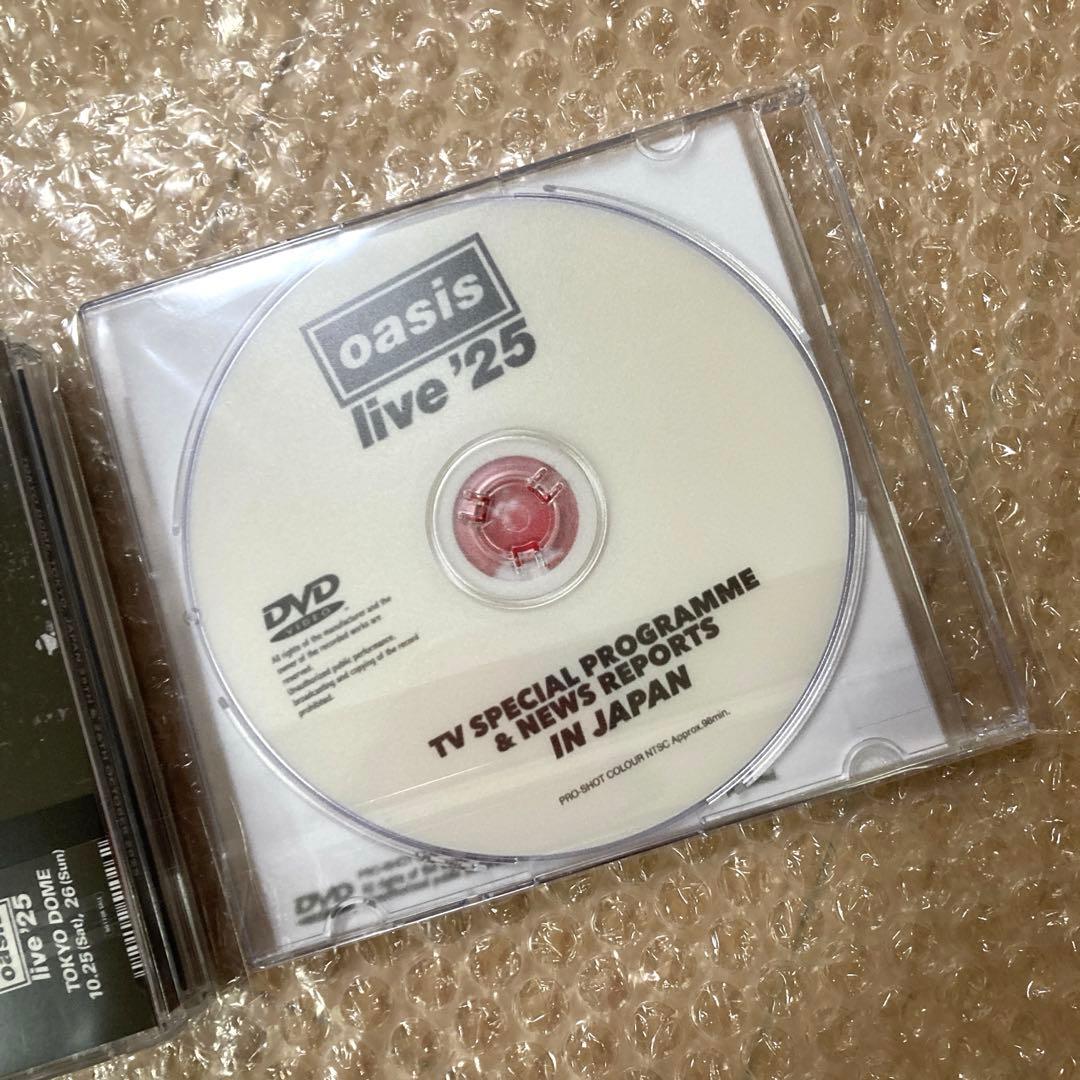 oasis
live '25
DVD
VIDEO
All rights of the manufacturer and the
owner of the recorded works are
reserved.
Unauthorized public performance,
broadcasting and copying of the record
prohibited.
TV SPECIAL PROGRAMME
& NEWS REPORTS
IN JAPAN
PRO-SHOT COLOUR NTSC Approx.96min.
DVD
oasis
live '25
TOKYO DOME
10.25(Sat), 26(Sun)